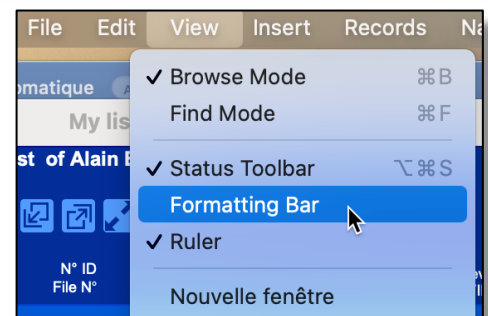 File Edit View Insert Records
omatique
✓ Browse Mode ⌘B
My lis
Find Mode ⌘F
st of Alain
✓ Status Toolbar ⌥⌘S
Formatting Bar
✓ Ruler
N° ID
File N°
Nouvelle fenêtre